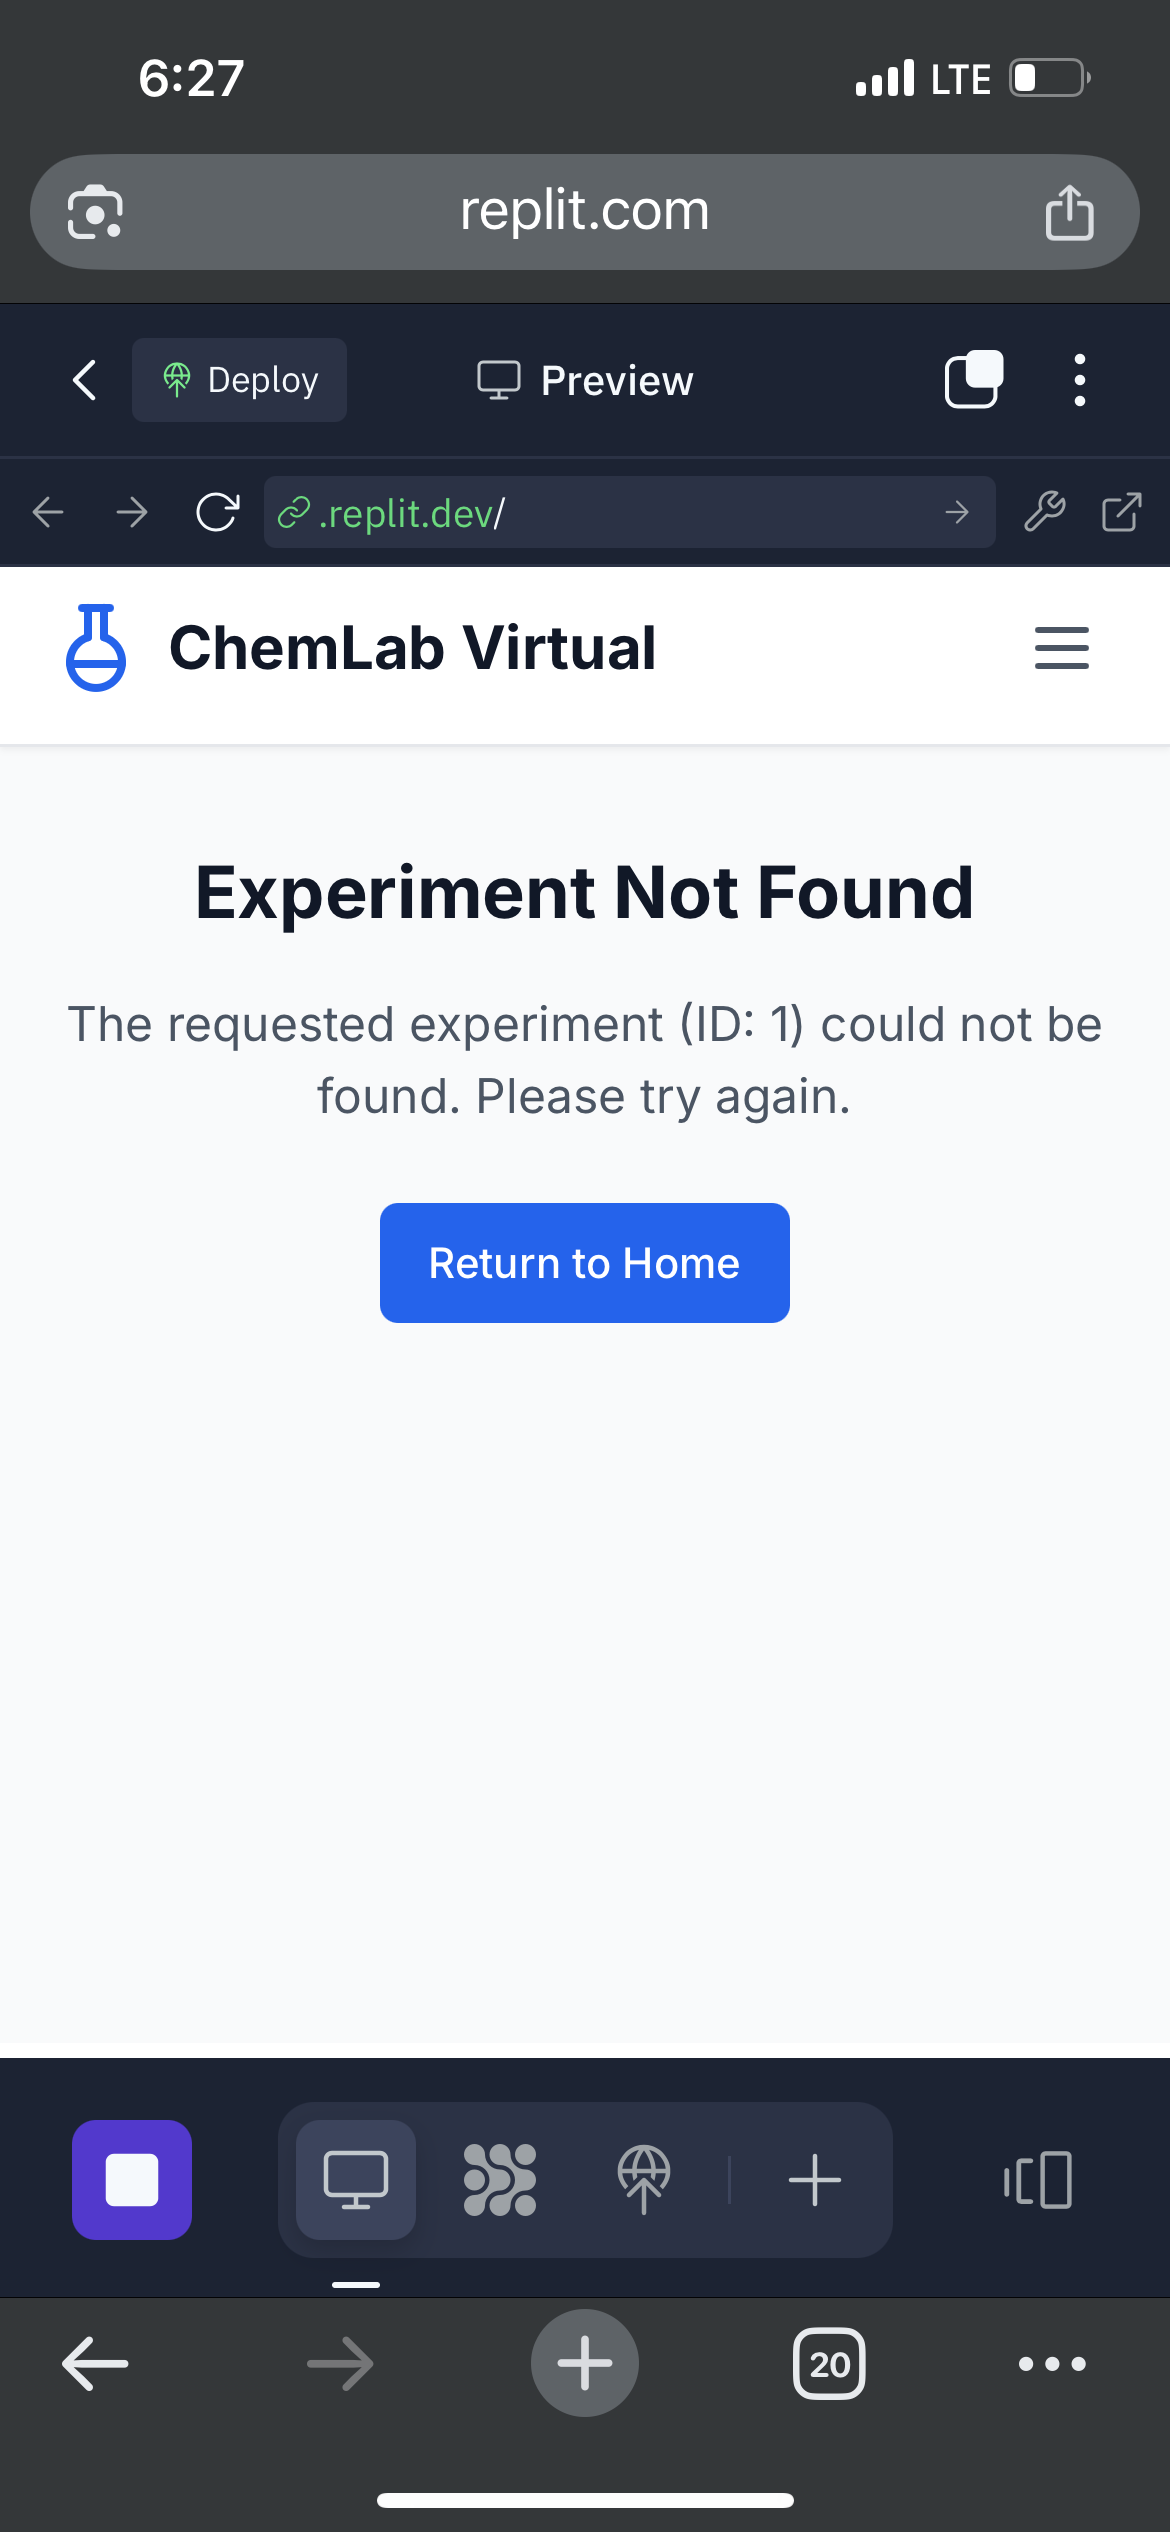 6:27
LTE
replit.com
Deploy
Preview
.replit.dev/
ChemLab Virtual
Experiment Not Found
The requested experiment (ID: 1) could not be
found. Please try again.
Return to Home
20